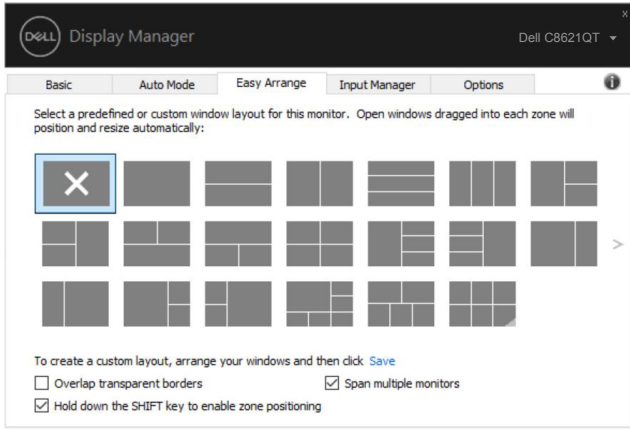 x
DELL Display Manager
Dell C8621QT
Basic Auto Mode Easy Arrange Input Manager Options i
Select a predefined or custom window layout for this monitor. Open windows dragged into each zone will
position and resize automatically:
>
To create a custom layout, arrange your windows and then click Save
Overlap transparent borders Span multiple monitors
Hold down the SHIFT key to enable zone positioning